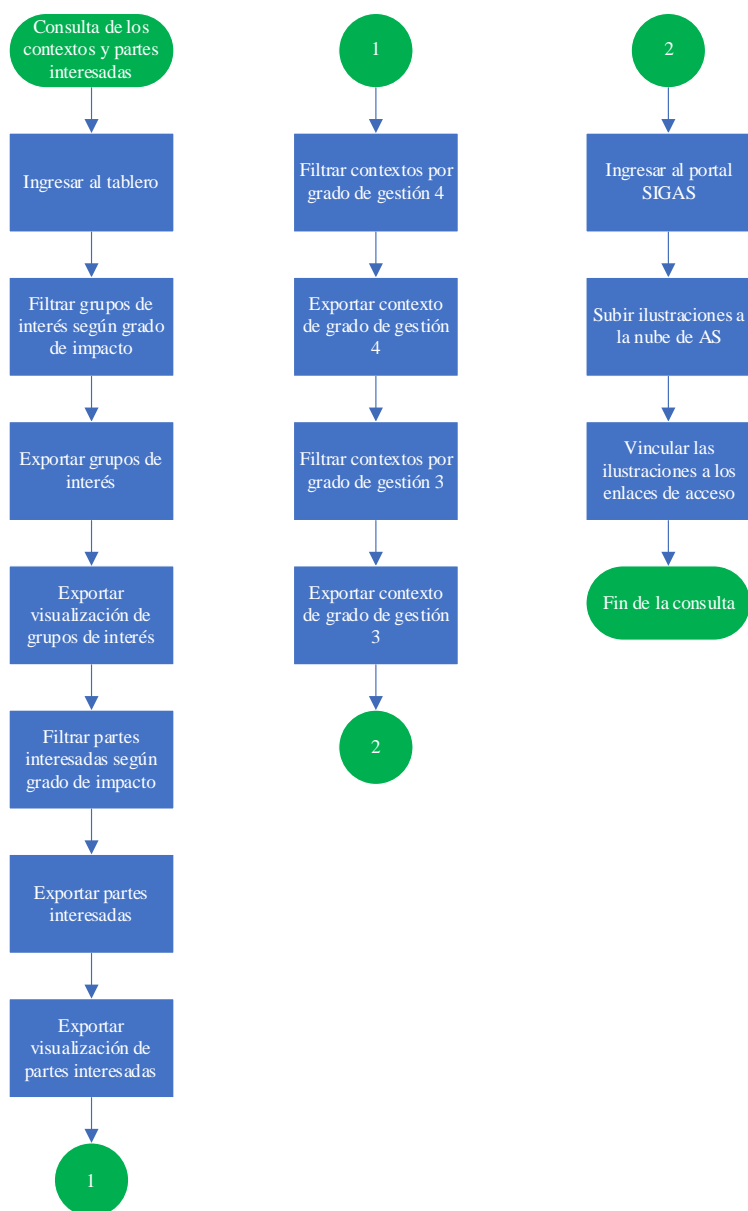 Consulta de los
contextos y partes
interesadas
Ingresar al tablero
Filtrar grupos de
interés según grado
de impacto
Exportar grupos de
interés
Exportar
visualización de
grupos de interés
Filtrar partes
interesadas según
grado de impacto
Exportar partes
interesadas
Exportar
visualización de
partes interesadas
1
1
Filtrar contextos por
grado de gestión 4
Exportar contexto
de grado de gestión
4
Filtrar contextos por
grado de gestión 3
Exportar contexto
de grado de gestión
3
2
2
Ingresar al portal
SIGAS
Subir ilustraciones a
la nube de AS
Vincular las
ilustraciones a los
enlaces de acceso
Fin de la consulta